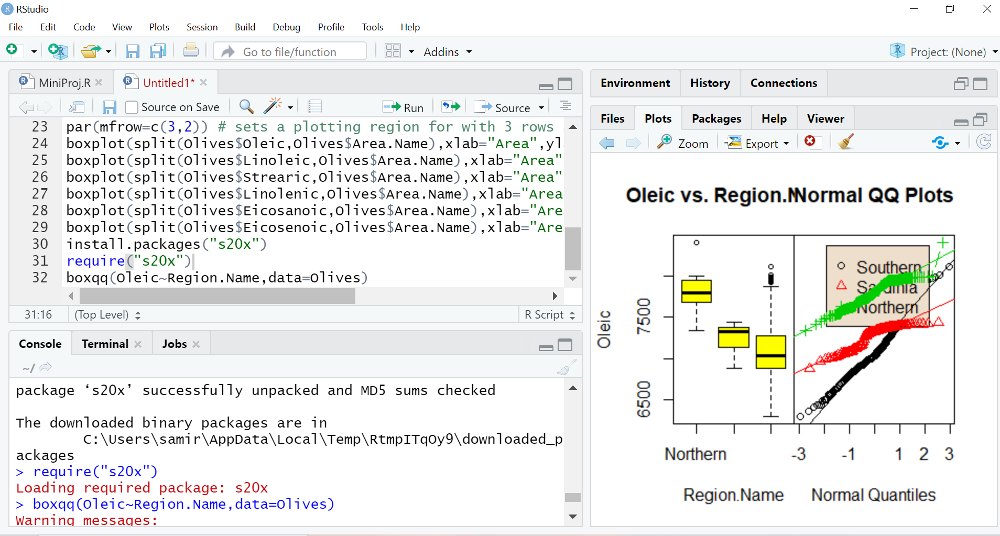 RStudio
File Edit Code View Plots Session Build Debug Profile Tools Help
Go to file/function Addins Project: (None)
MiniProj.R Untitled1*
Source on Save Run Source
23 par(mfrow=c(3,2)) # sets a plotting region for with 3 rows
24 boxplot(split(Olives$Oleic,Olives$Area.Name),xlab="Area",yl
25 boxplot(split(Olives$Linoleic,Olives$Area.Name),xlab="Area"
26 boxplot(split(Olives$Strearic,Olives$Area.Name),xlab="Area"
27 boxplot(split(Olives$Linolenic,Olives$Area.Name),xlab="Area
28 boxplot(split(Olives$Eicosanoic,Olives$Area.Name),xlab="Are
29 boxplot(split(Olives$Eicosenoic,Olives$Area.Name),xlab="Are
30 install.packages("s20x")
31 require("s20x")
32 boxqq(Oleic~Region.Name,data=Olives)
31:16 (Top Level) R Script
Console Terminal Jobs
~/
package ‘s20x’ successfully unpacked and MD5 sums checked
The downloaded binary packages are in
C:\Users\samir\AppData\Local\Temp\RtmpITqOy9\downloaded_p
ackages
> require("s20x")
Loading required package: s20x
> boxqq(Oleic~Region.Name,data=Olives)
Warning messages:
Environment History Connections
Files Plots Packages Help Viewer
Zoom Export
Oleic vs. Region.NNormal QQ Plots
Southern
Sardinia
Northern
Oleic
7500
6500
Northern -3 -1 1 2 3
Region.Name Normal Quantiles